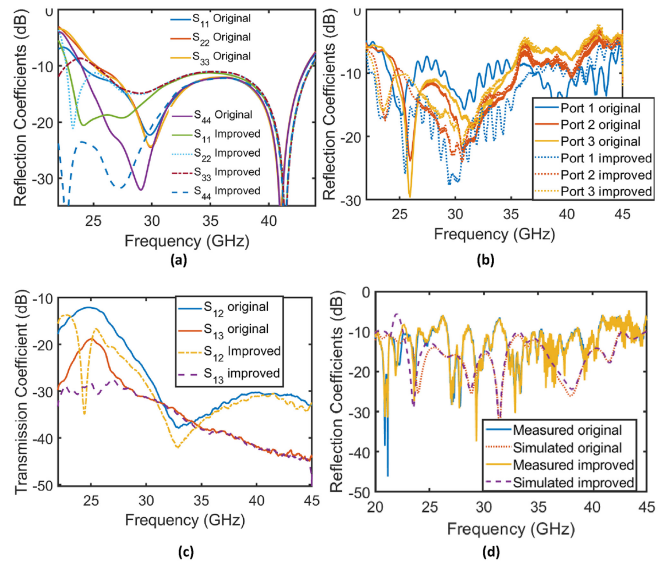 Reflection Coefficients (dB)
0
-10
-20
-30
25
30
35
40
Frequency (GHz)
S11 Original
S22 Original
S33 Original
S44 Original
S11 Improved
S22 Improved
S33 Improved
S44 Improved
(a)
Reflection Coefficients (dB)
0
-10
-20
-30
20
25
30
35
40
45
Frequency (GHz)
Port 1 original
Port 2 original
Port 3 original
Port 1 improved
Port 2 improved
Port 3 improved
(b)
Transmission Coefficient (dB)
-10
-20
-30
-40
-50
25
30
35
40
45
Frequency (GHz)
S12 original
S13 original
S12 Improved
S13 improved
(c)
Reflection Coefficients (dB)
0
-10
-20
-30
-40
-50
20
25
30
35
40
45
Frequency (GHz)
Measured original
Simulated original
Measured improved
Simulated improved
(d)